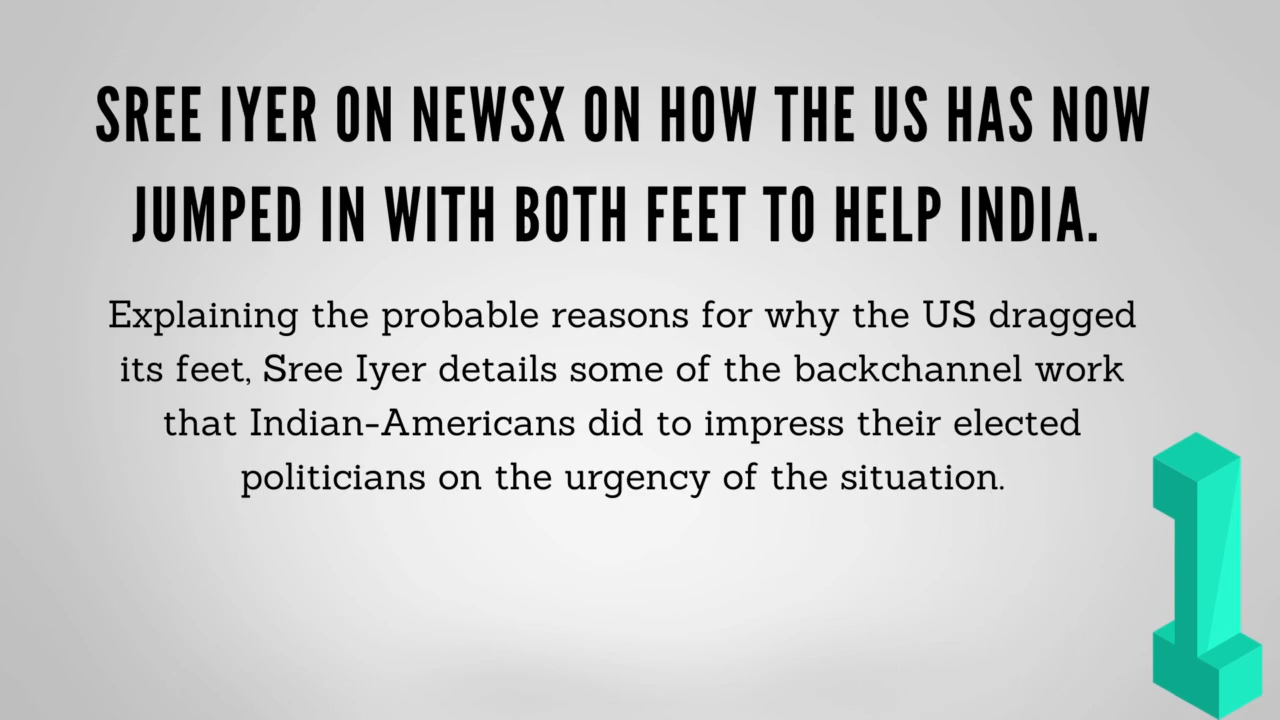 SREE IYER ON NEWSX ON HOW THE US HAS NOW
JUMPED IN WITH BOTH FEET TO HELP INDIA.
Explaining the probable reasons for why the US dragged
its feet, Sree Iyer details some of the backchannel work
that Indian-Americans did to impress their elected
politicians on the urgency of the situation.
1